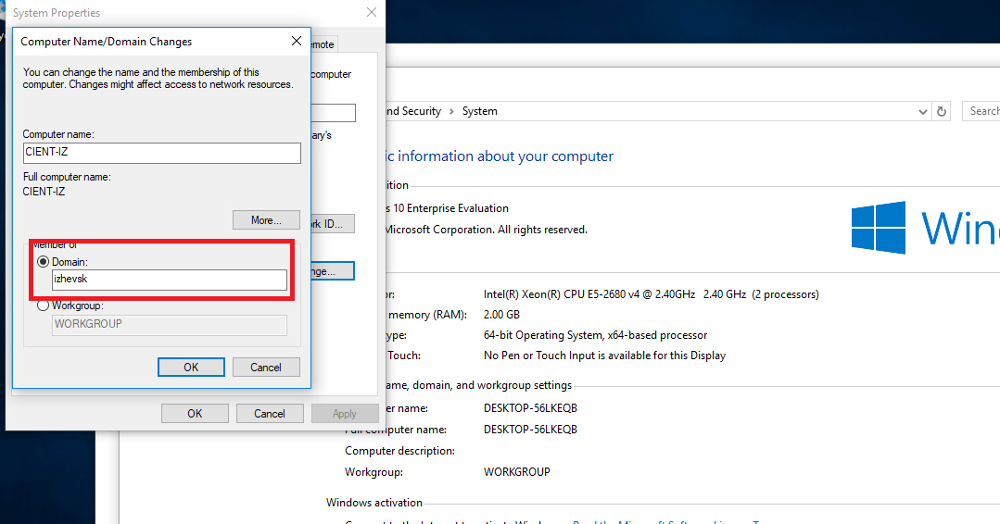 System Properties
Computer Name/Domain Changes
You can change the name and the membership of this
computer. Changes might affect access to network resources.
Computer name:
CIENT-IZ
Full computer name:
CIENT-IZ
More...
Member of
Domain:
izhevsk
Workgroup:
WORKGROUP
OK Cancel
OK Cancel Apply
emote
computer
ary's
rk ID...
nge...
nd Security > System
Search
ic information about your computer
ition
s 10 Enterprise Evaluation
Microsoft Corporation. All rights reserved.
Wind
or: Intel(R) Xeon(R) CPU E5-2680 v4 @ 2.40GHz 2.40 GHz (2 processors)
memory (RAM): 2.00 GB
ype: 64-bit Operating System, x64-based processor
Touch: No Pen or Touch Input is available for this Display
ame, domain, and workgroup settings
er name: DESKTOP-56LKEQB
Full computer name: DESKTOP-56LKEQB
Computer description:
Workgroup: WORKGROUP
Windows activation